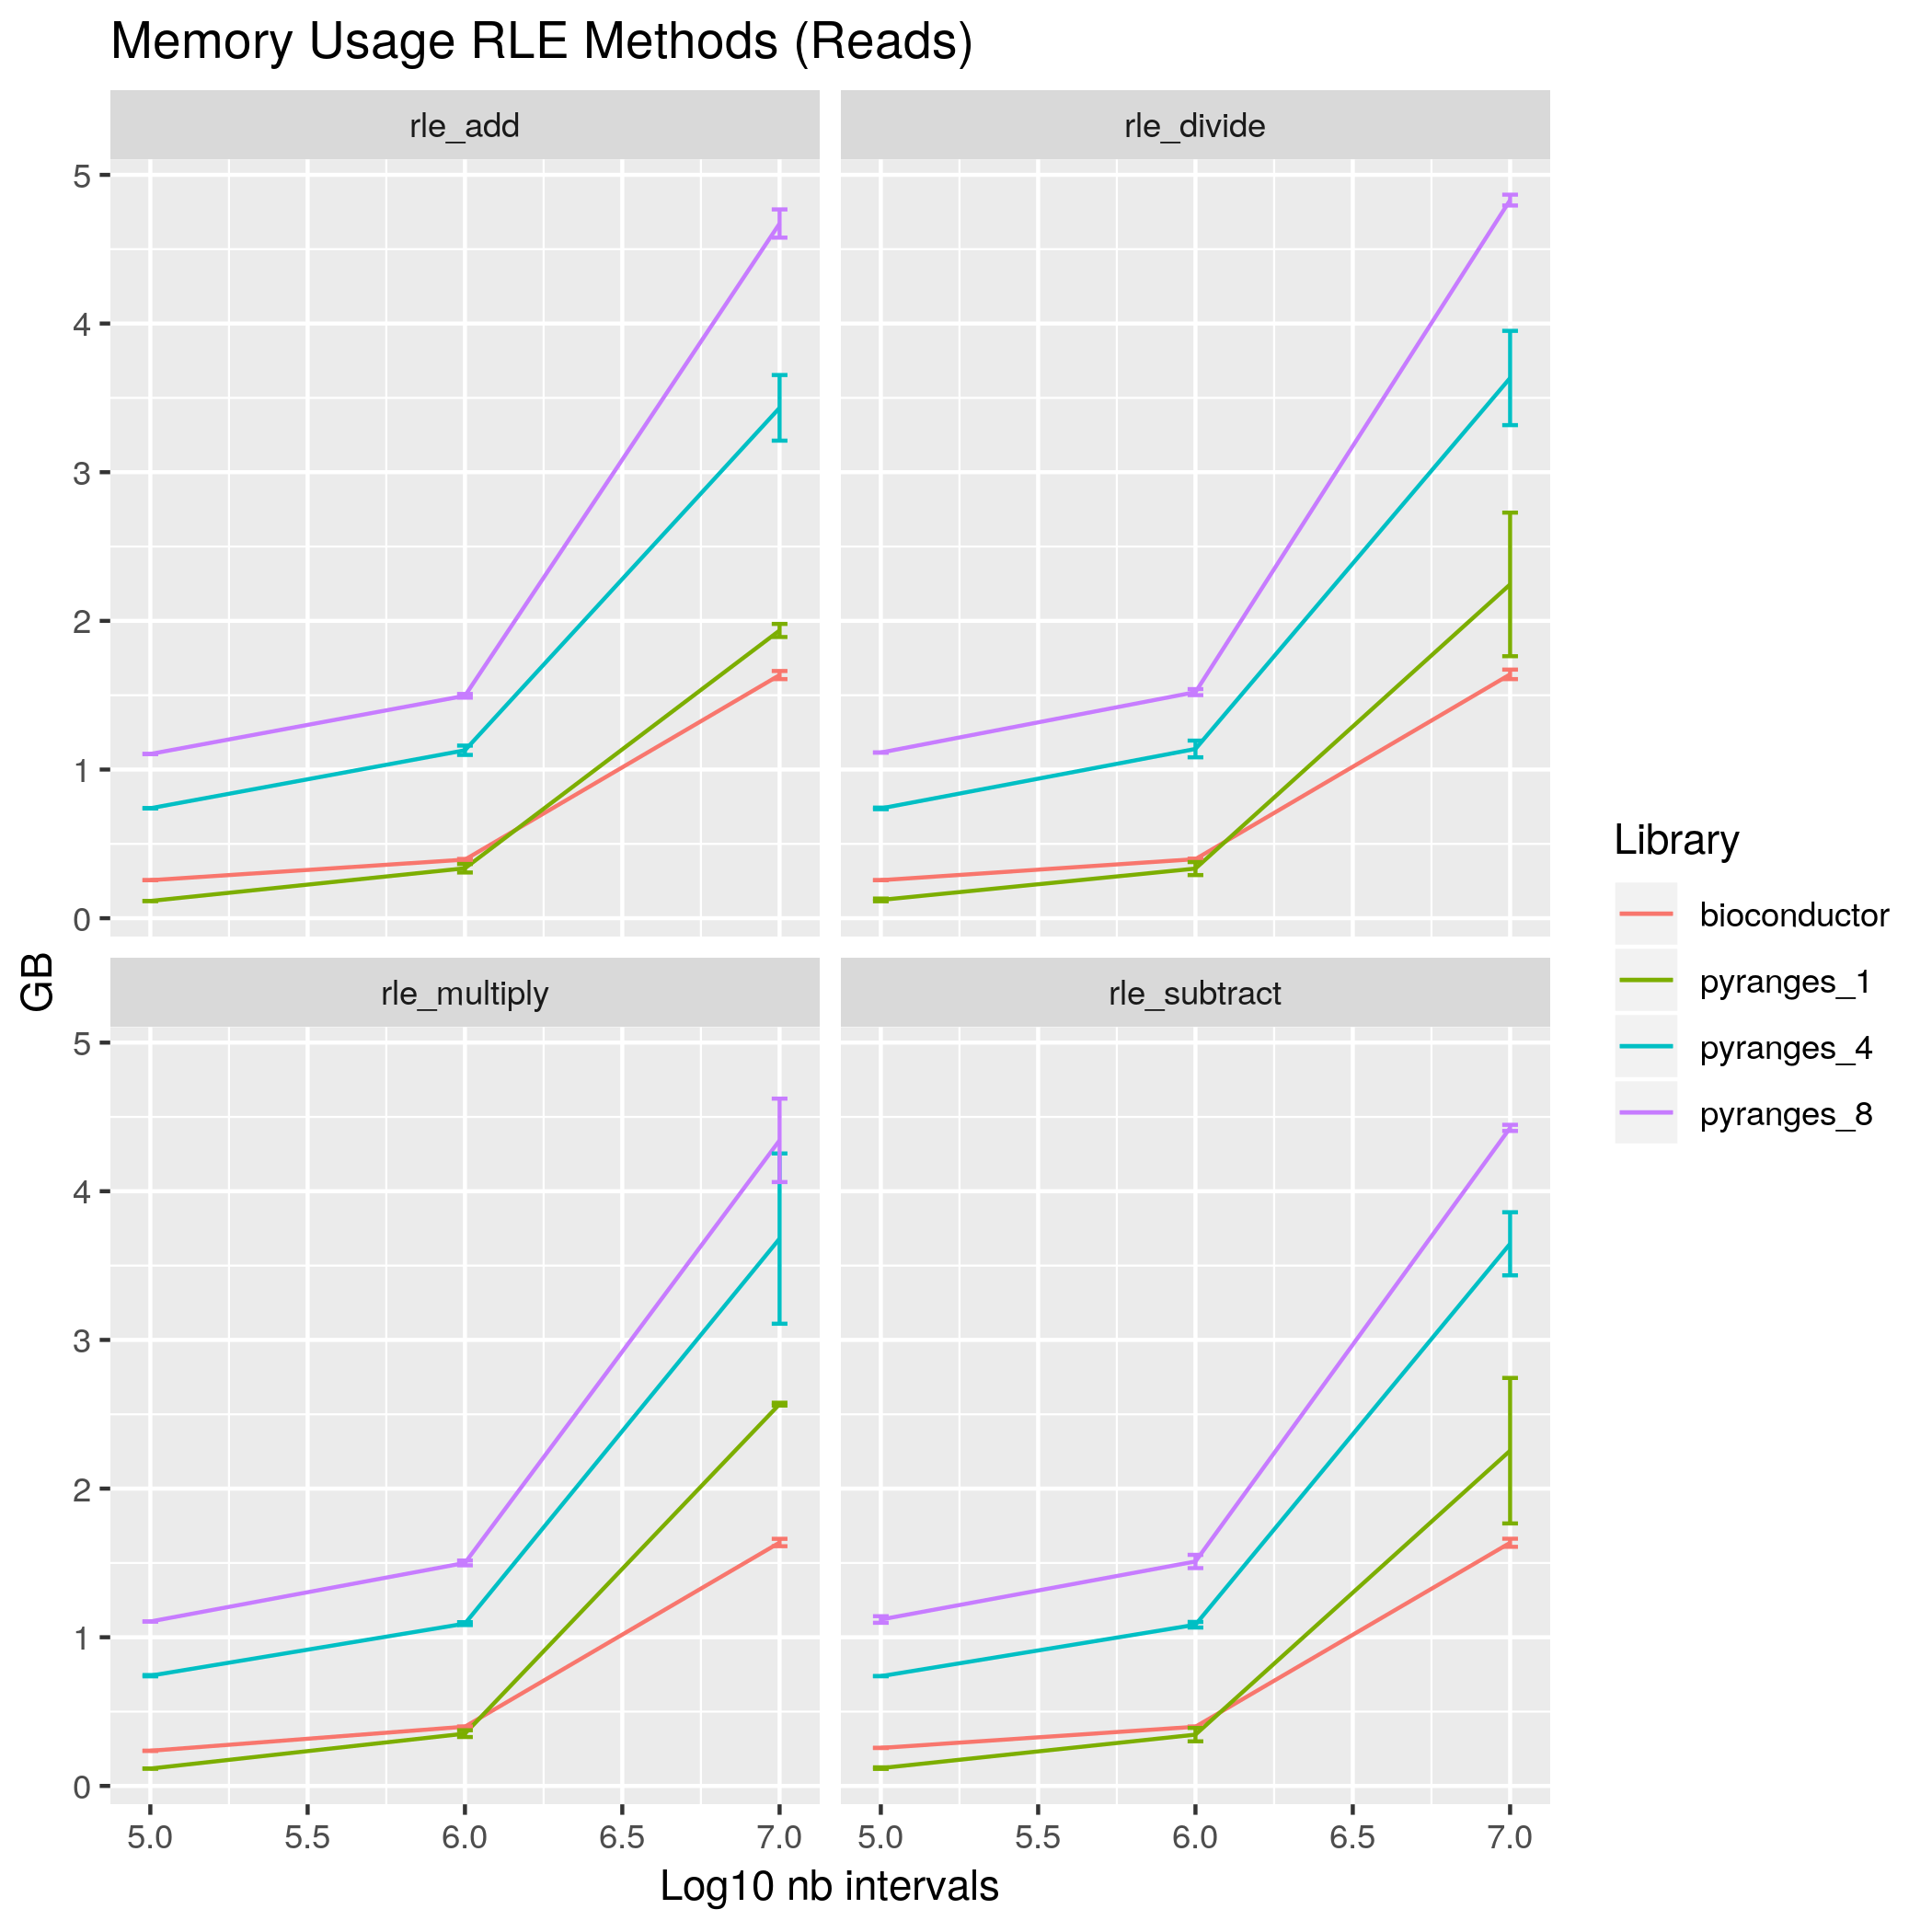 Memory Usage RLE Methods (Reads)
rle_add
rle_divide
5
4
3
2
1
0
rle_multiply
rle_subtract
5
4
3
2
1
0
GB
5.0 5.5 6.0 6.5 7.0
5.0 5.5 6.0 6.5 7.0
Log10 nb intervals
Library
bioconductor
pyranges_1
pyranges_4
pyranges_8